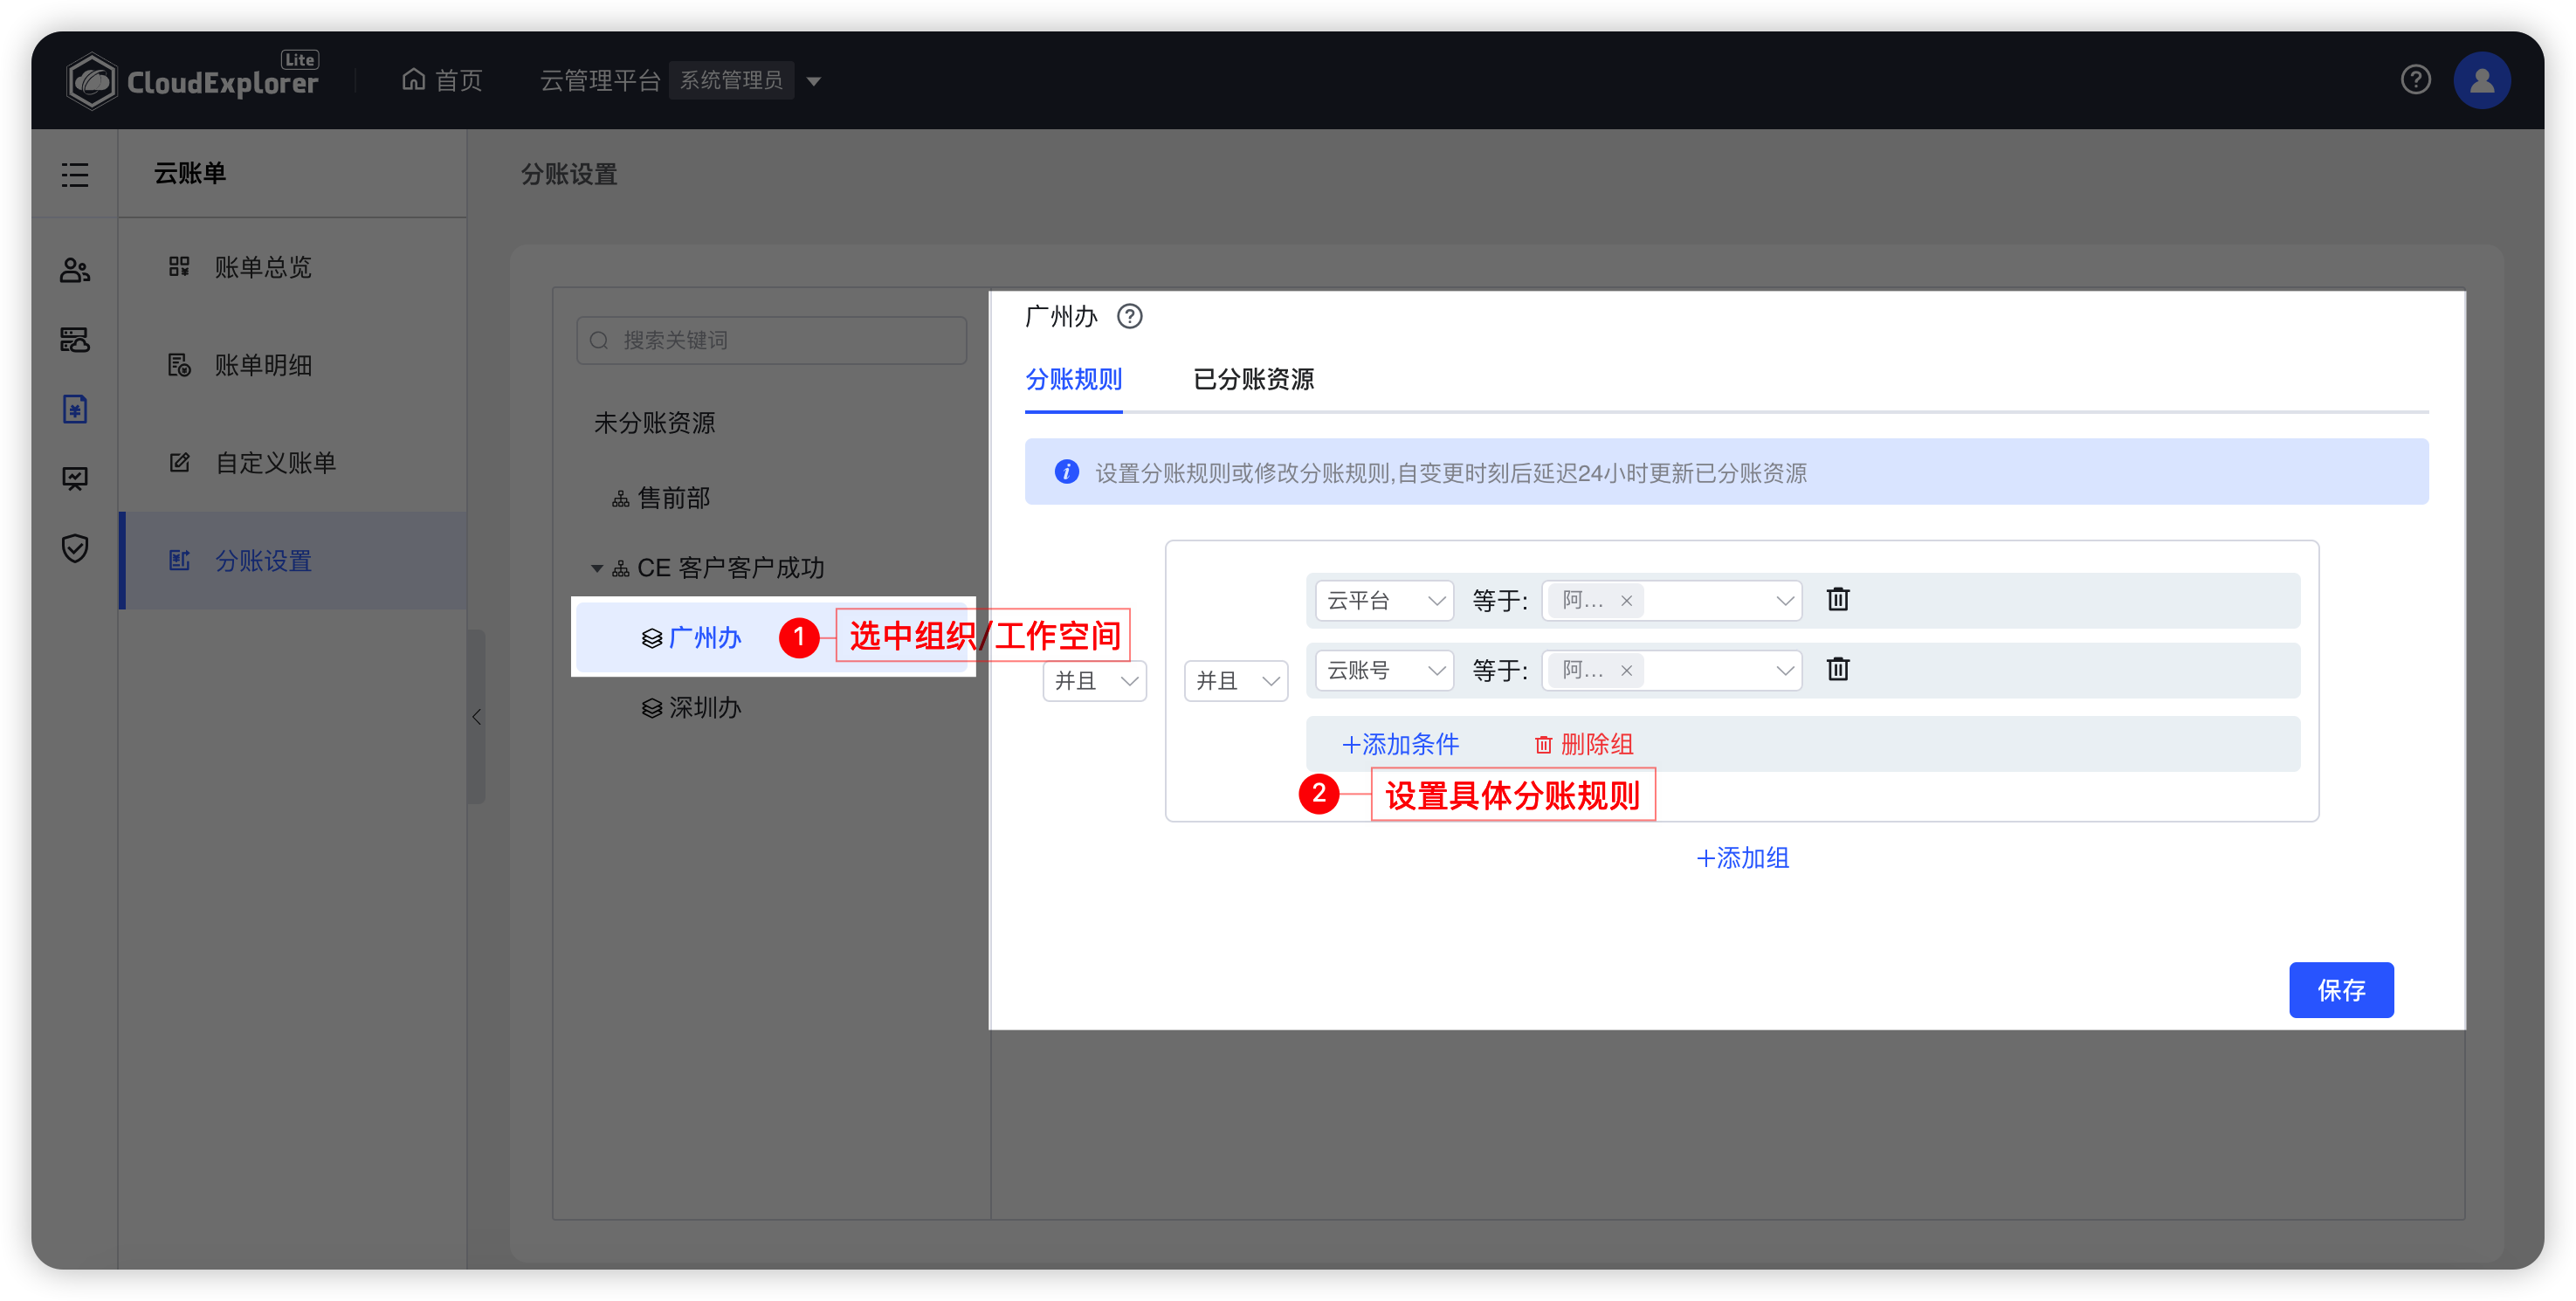 CloudExplorer Lite
首页
云管理平台 系统管理员
云账单
账单总览
账单明细
自定义账单
分账设置
分账设置
搜索关键词
未分账资源
售前部
CE 客户客户成功
广州办
深圳办
1 选中组织/工作空间
广州办
分账规则 已分账资源
设置分账规则或修改分账规则,自变更时刻后延迟24小时更新已分账资源
并且
并且
云平台 等于: 阿...
云账号 等于: 阿...
+添加条件 删除组
2 设置具体分账规则
+添加组
保存